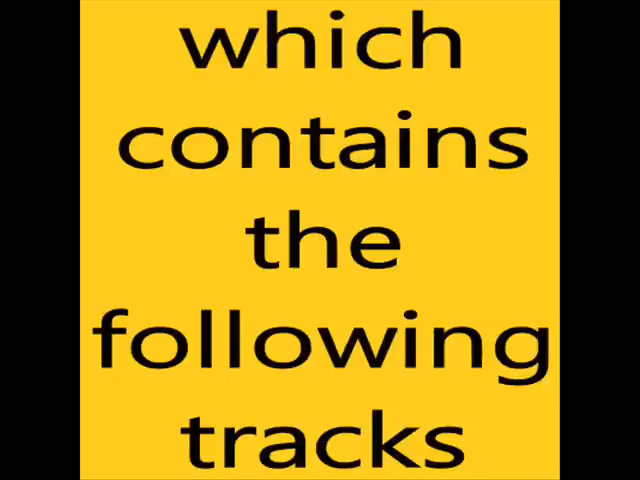 which
contains
the
following
tracks